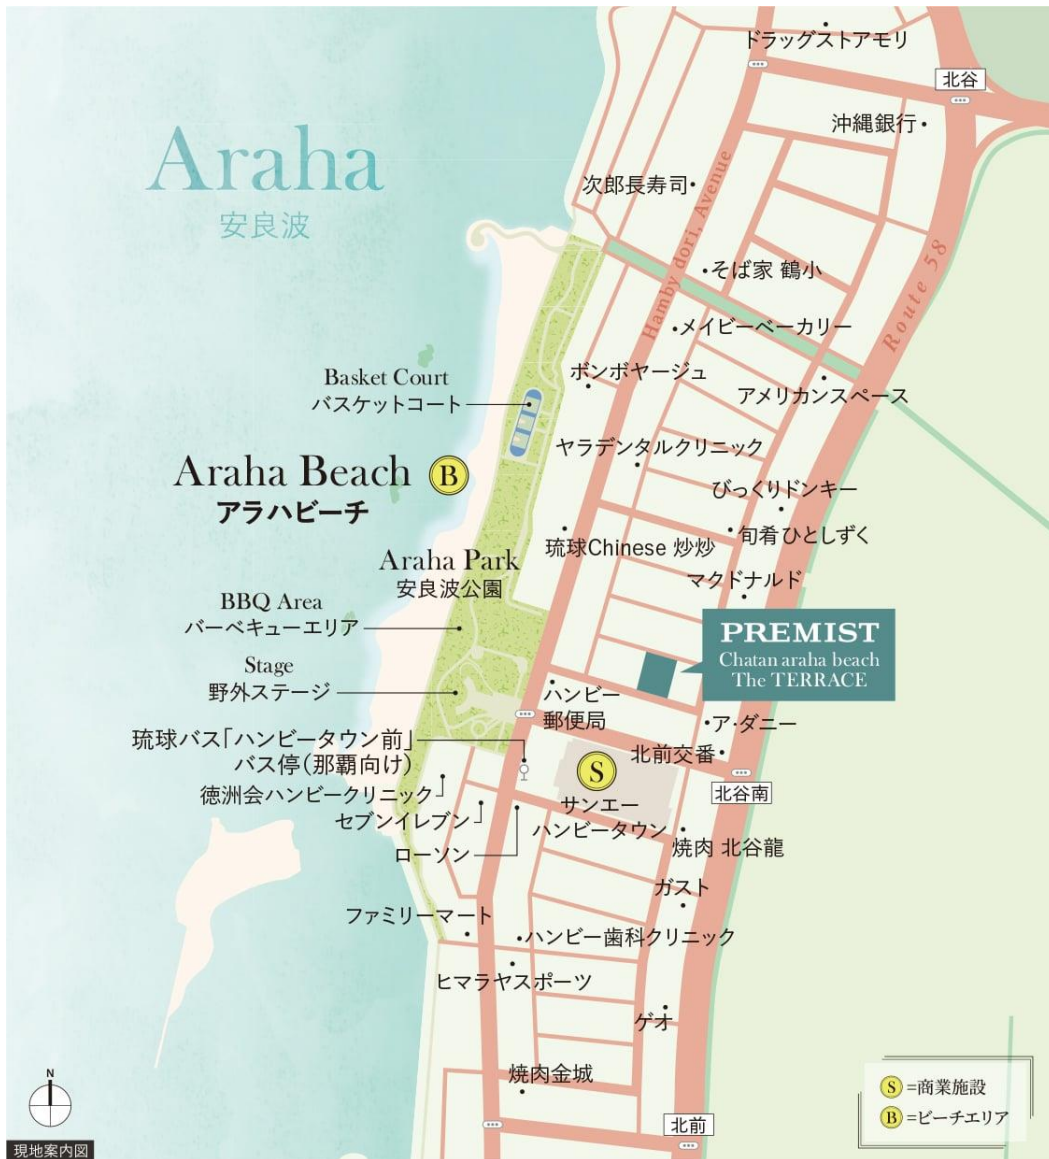 ドラッグストアモリ
北谷
沖縄銀行
Araha
安良波
次郎長寿司
Hamby dori, Avenue
そば家 鶴小
Route 58
メイビーベーカリー
Basket Court
バスケットコート
ボンボヤージュ
アメリカンスペース
ヤラデンタルクリニック
Araha Beach
B
アラハビーチ
びっくりドンキー
旬肴ひとしずく
琉球Chinese 炒炒
Araha Park
安良波公園
マクドナルド
BBQ Area
バーベキューエリア
PREMIST
Chatan araha beach
The TERRACE
Stage
野外ステージ
ハンビー
郵便局
ア・ダニー
琉球バス「ハンビータウン前」
バス停(那覇向け)
北前交番
S
北谷南
徳洲会ハンビークリニック
サンエー
ハンビータウン
セブンイレブン
焼肉 北谷龍
ローソン
ガスト
ファミリーマート
ハンビー歯科クリニック
ヒマラヤスポーツ
ゲオ
焼肉金城
北前
N
現地案内図
S=商業施設
B=ビーチエリア